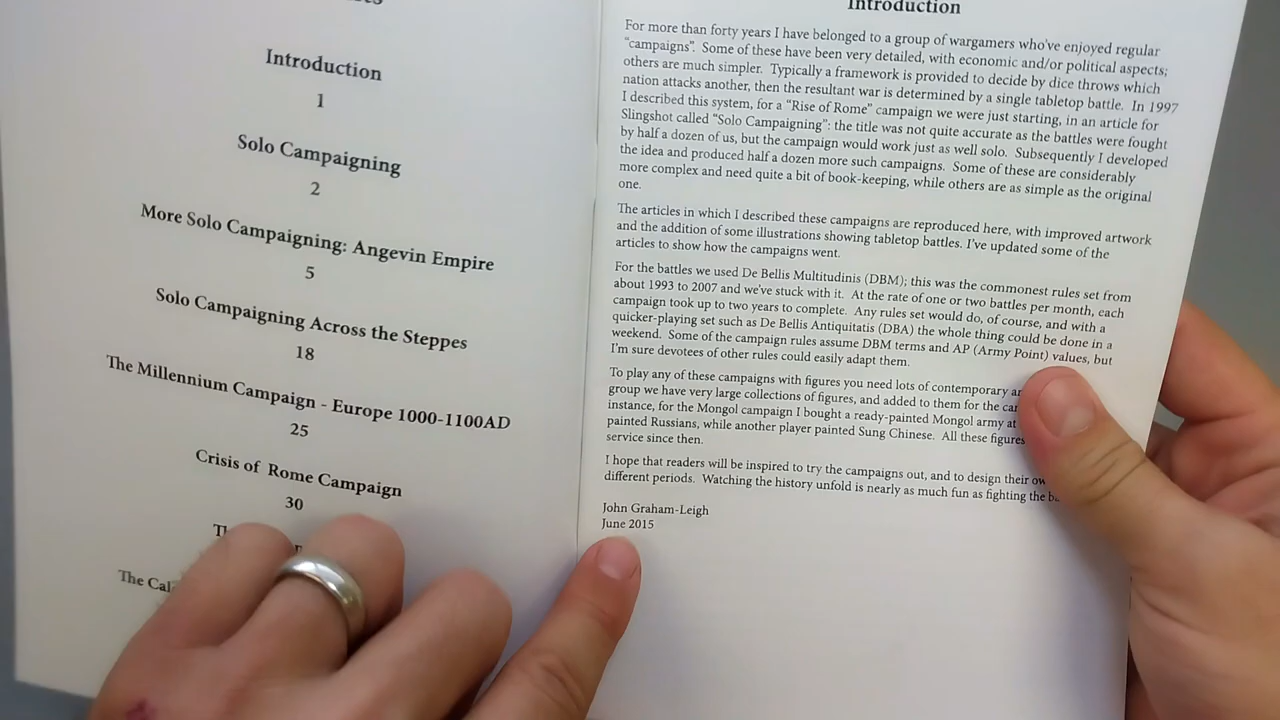 Introduction
1
Solo Campaigning
2
More Solo Campaigning: Angevin Empire
5
Solo Campaigning Across the Steppes
18
The Millennium Campaign - Europe 1000-1100AD
25
Crisis of Rome Campaign
30
The
Introduction
For more than forty years I have belonged to a group of wargamers who've enjoyed regular
"campaigns". Some of these have been very detailed, with economic and/or political aspects;
others are much simpler. Typically a framework is provided to decide by dice throws which
nation attacks another, then the resultant war is determined by a single tabletop battle. In 1997
I described this system, for a "Rise of Rome" campaign we were just starting, in an article for
Slingshot called "Solo Campaigning": the title was not quite accurate as the battles were fought
by half a dozen of us, but the campaign would work just as well solo. Subsequently I developed
the idea and produced half a dozen more such campaigns. Some of these are considerably
more complex and need quite a bit of book-keeping, while others are as simple as the original
one.
The articles in which I described these campaigns are reproduced here, with improved artwork
and the addition of some illustrations showing tabletop battles. I've updated some of the
articles to show how the campaigns went.
For the battles we used De Bellis Multitudinis (DBM); this was the commonest rules set from
about 1993 to 2007 and we've stuck with it. At the rate of one or two battles per month, each
campaign took up to two years to complete. Any rules set would do, of course, and with a
quicker-playing set such as De Bellis Antiquitatis (DBA) the whole thing could be done in a
weekend. Some of the campaign rules assume DBM terms and AP (Army Point) values, but
I'm sure devotees of other rules could easily adapt them.
To play any of these campaigns with figures you need lots of contemporary
group we have very large collections of figures, and added to them for the
instance, for the Mongol campaign I bought a ready-painted Mongol army at
painted Russians, while another player painted Sung Chinese. All these figures
service since then.
I hope that readers will be inspired to try the campaigns out, and to design their
different periods. Watching the history unfold is nearly as much fun as fighting the
John Graham-Leigh
June 2015